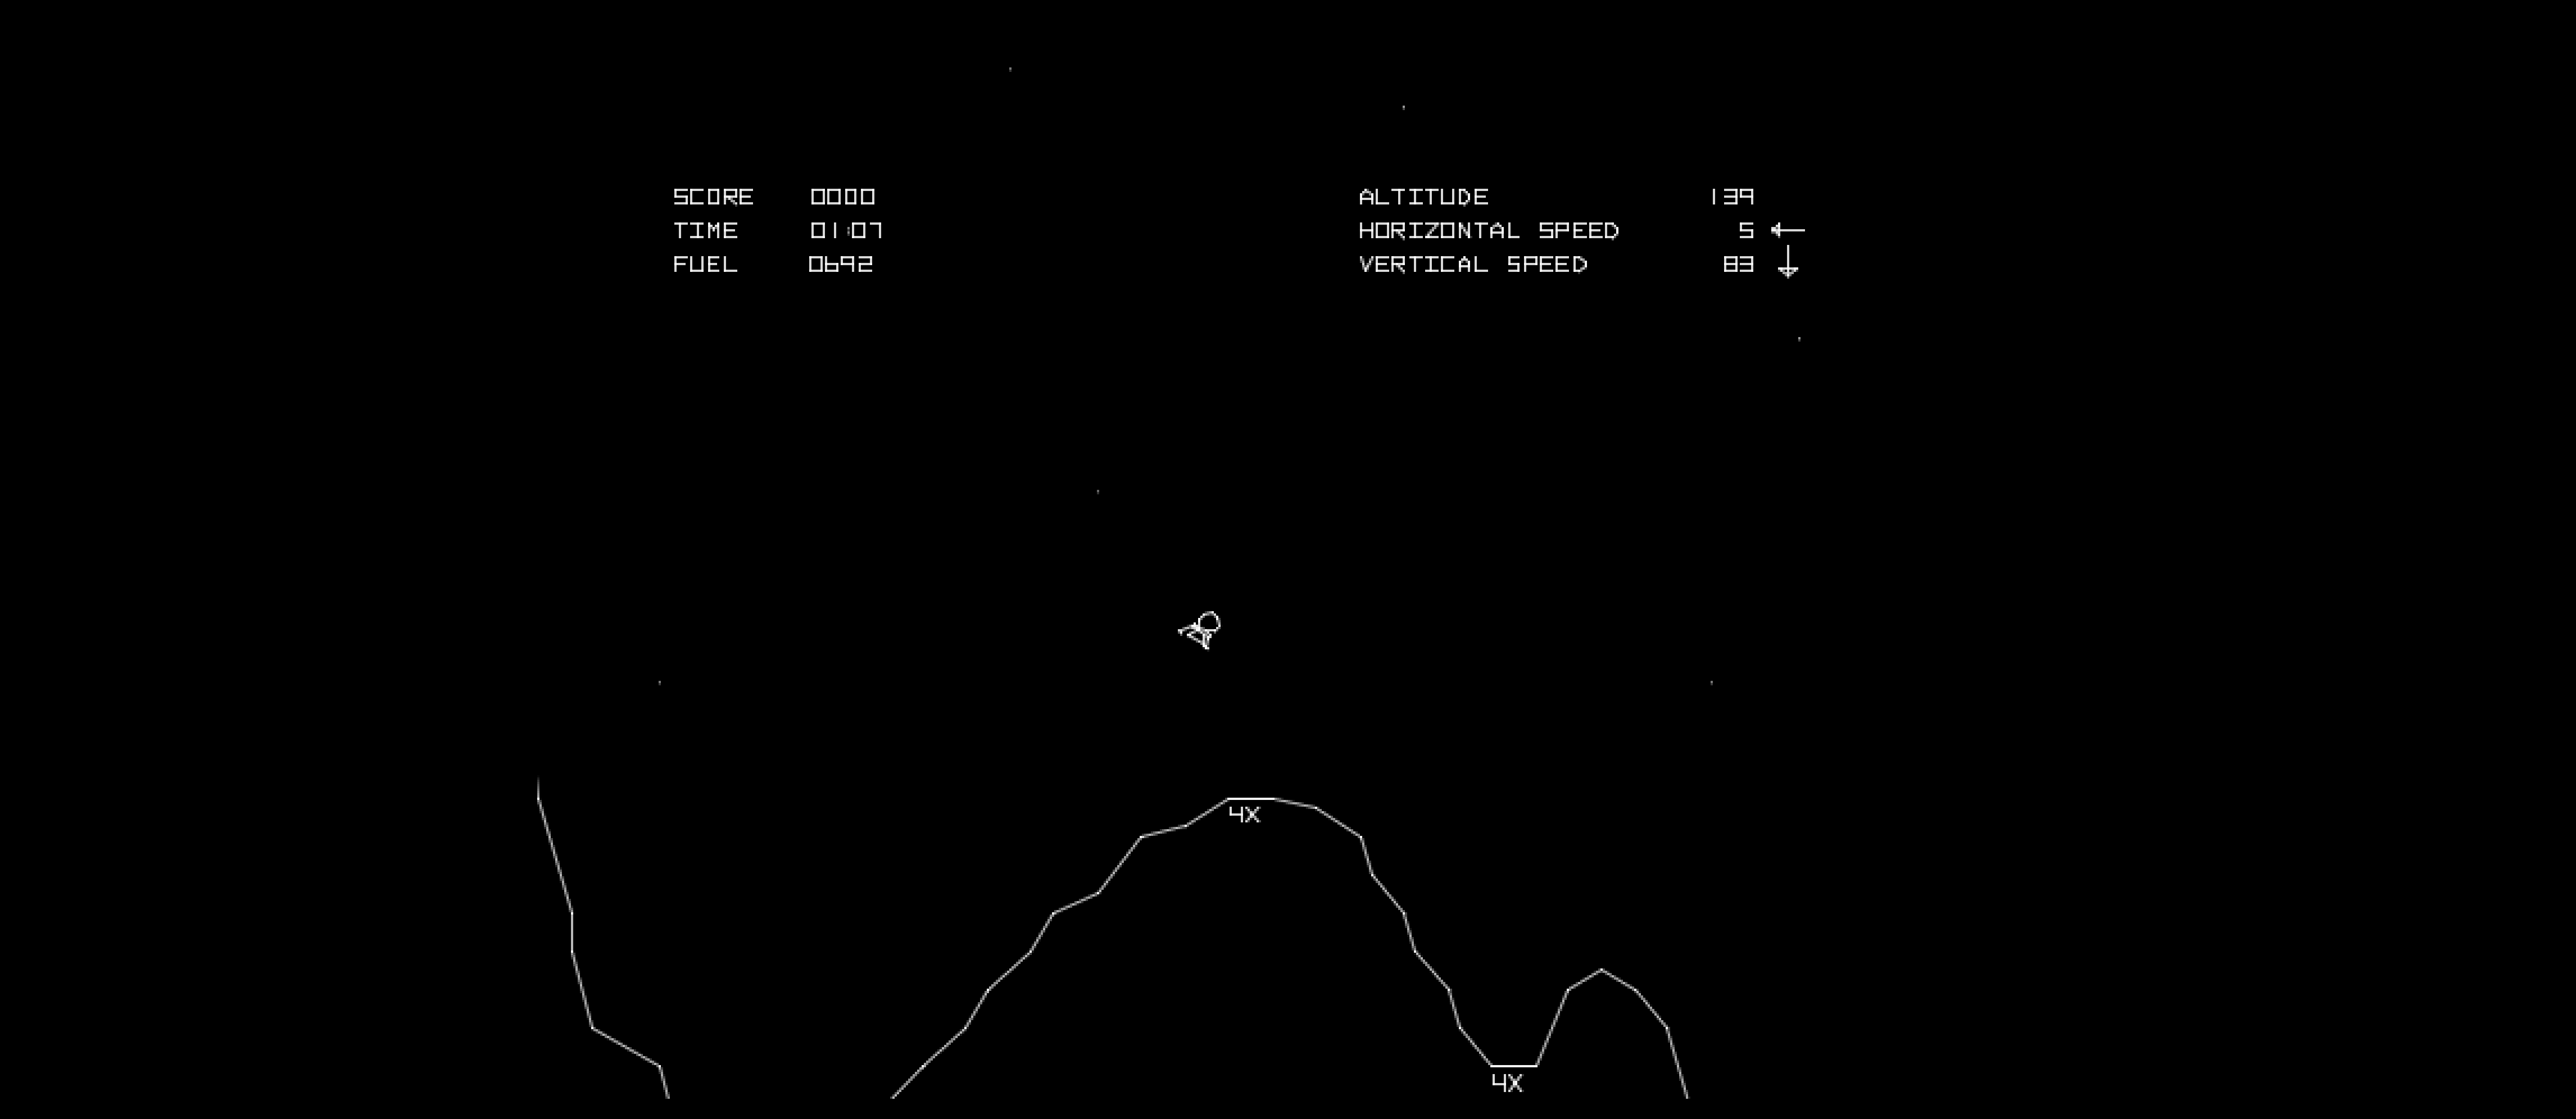 SCORE 0000
TIME 01:07
FUEL 0692
ALTITUDE 139
HORIZONTAL SPEED 5 ←
VERTICAL SPEED 83 ↓
4X
4X